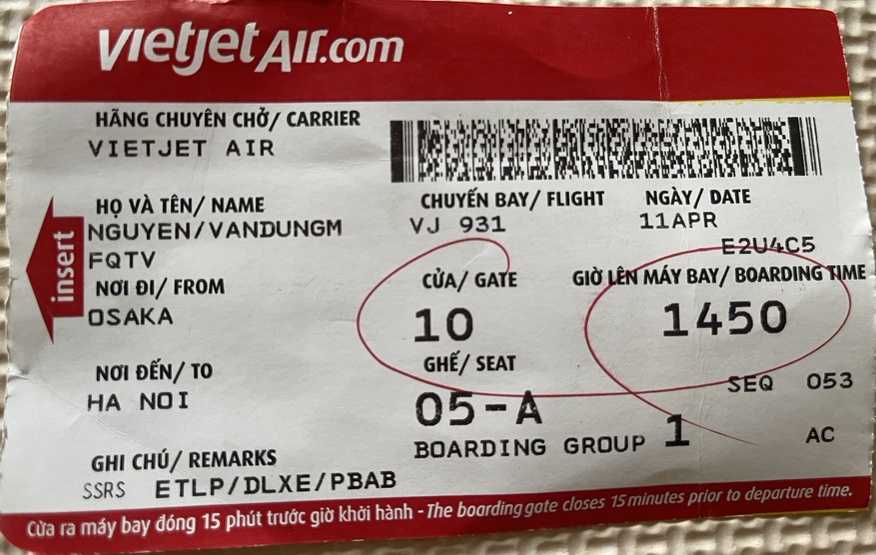 vietjetAir.com
HÃNG CHUYÊN CHỞ/ CARRIER
VIETJET AIR
HỌ VÀ TÊN/ NAME
NGUYEN/VANDUNGM
FQTV
CHUYẾN BAY/ FLIGHT
VJ 931
NGÀY/ DATE
11APR
E2U4C5
insert
NƠI ĐI/ FROM
OSAKA
CỬA/ GATE
10
GIỜ LÊN MÁY BAY/ BOARDING TIME
1450
NƠI ĐẾN/ TO
HA NOI
GHẾ/ SEAT
05-A
SEQ 053
BOARDING GROUP 1
AC
GHI CHÚ/ REMARKS
SSRS ETLP/DLXE/PBAB
Cửa ra máy bay đóng 15 phút trước giờ khởi hành - The boarding gate closes 15 minutes prior to departure time.